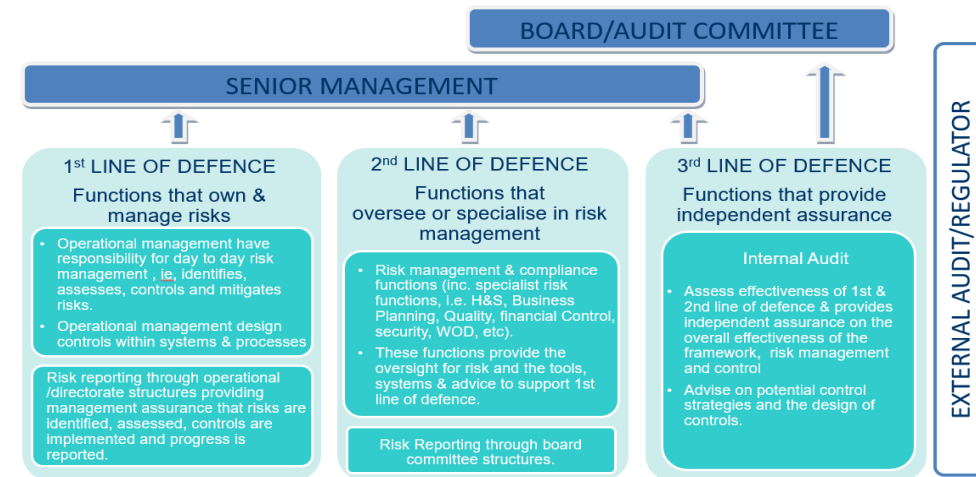 BOARD/AUDIT COMMITTEE
SENIOR MANAGEMENT
1st LINE OF DEFENCE
Functions that own &
manage risks
• Operational management have
responsibility for day to day risk
management , ie, identifies,
assesses, controls and mitigates
risks.
• Operational management design
controls within systems & processes
Risk reporting through operational
/directorate structures providing
management assurance that risks are
identified, assessed, controls are
implemented and progress is
reported.
2nd LINE OF DEFENCE
Functions that
oversee or specialise in risk
management
• Risk management & compliance
functions (inc. specialist risk
functions, i.e. H&S, Business
Planning, Quality, financial Control,
security, WOD, etc).
• These functions provide the
oversight for risk and the tools,
systems & advice to support 1st
line of defence.
Risk Reporting through board
committee structures.
3rd LINE OF DEFENCE
Functions that provide
independent assurance
Internal Audit
• Assess effectiveness of 1st &
2nd line of defence & provides
independent assurance on the
overall effectiveness of the
framework, risk management
and control
• Advise on potential control
strategies and the design of
controls.
EXTERNAL AUDIT/REGULATOR